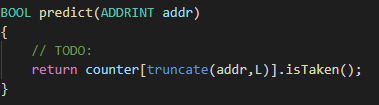 BOOL predict(ADDRINT addr)
{
    // TODO:
    return counter[truncate(addr,L)].isTaken();
}